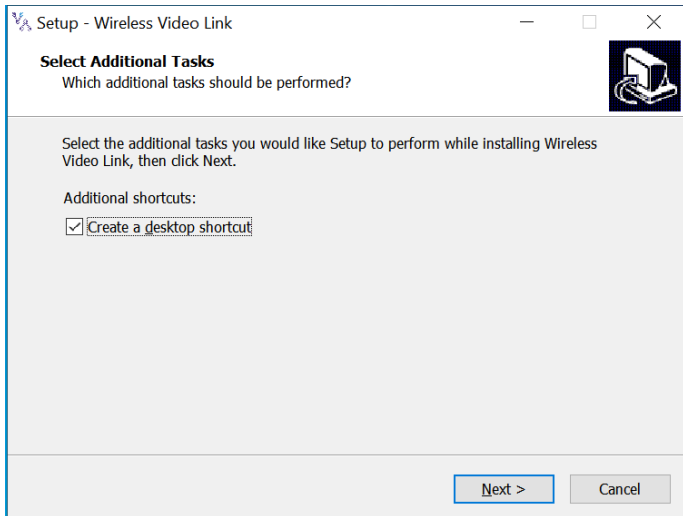 Setup - Wireless Video Link
Select Additional Tasks
Which additional tasks should be performed?
Select the additional tasks you would like Setup to perform while installing Wireless
Video Link, then click Next.
Additional shortcuts:
Create a desktop shortcut
Next >
Cancel